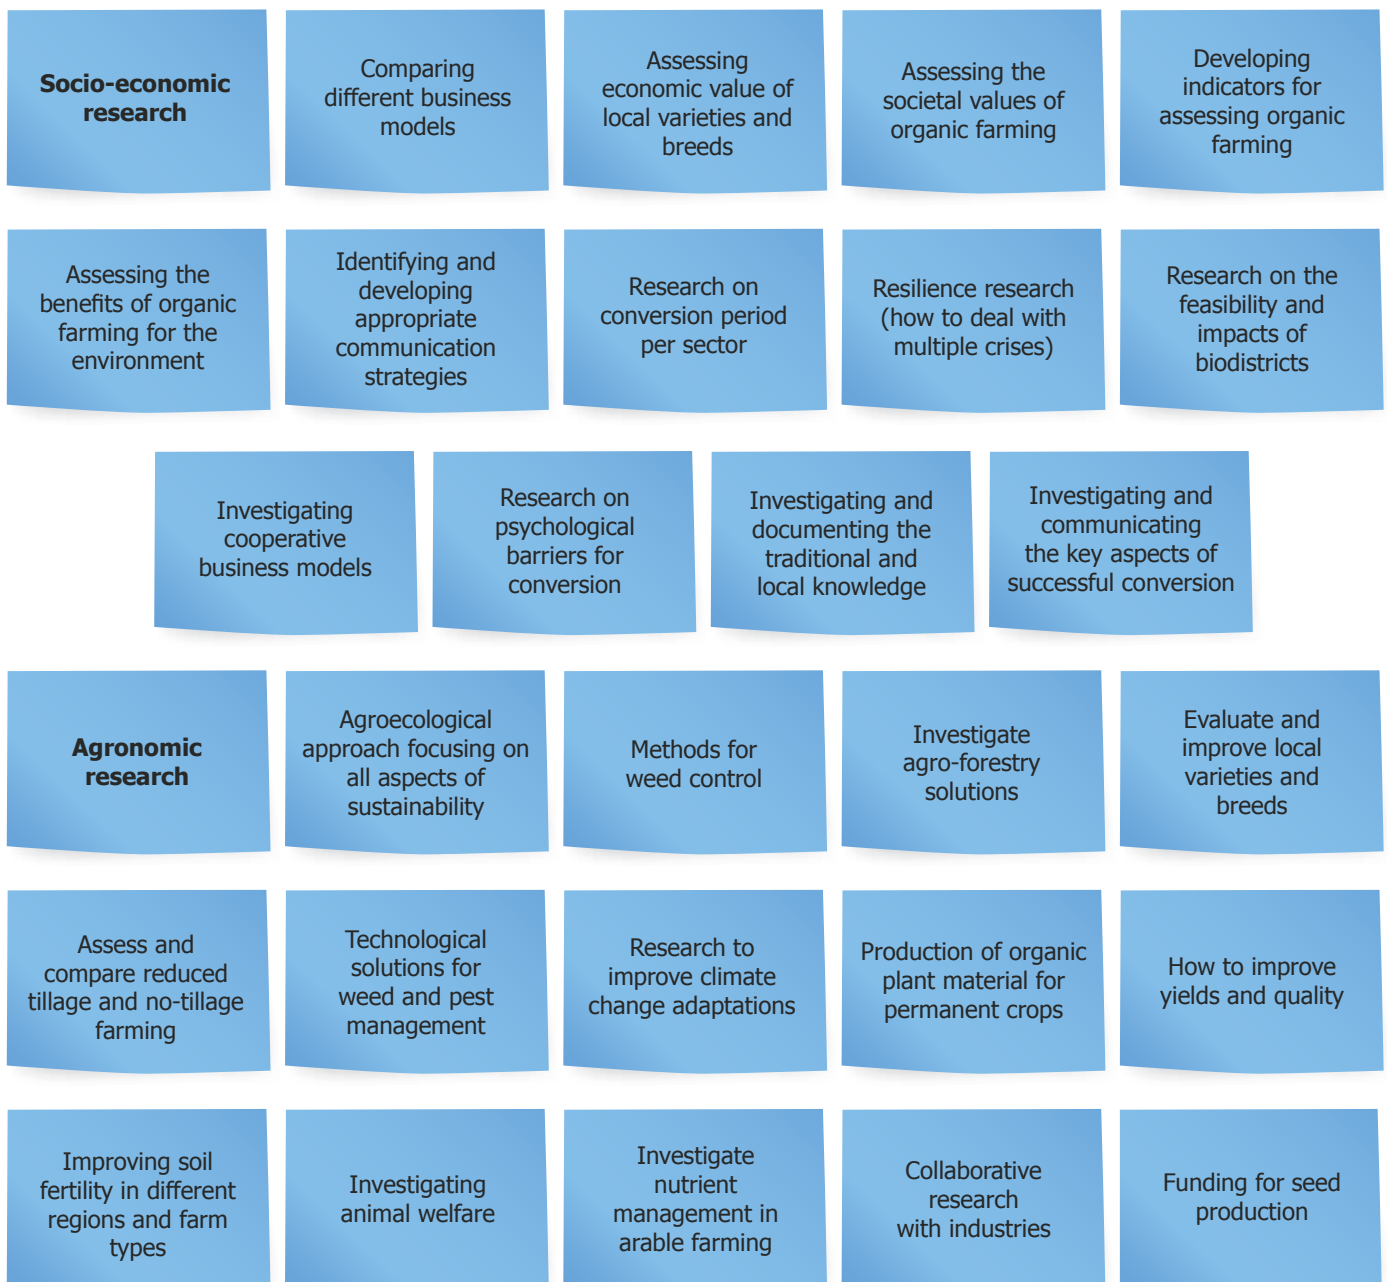 Socio-economic
research
Comparing
different business
models
Assessing
economic value of
local varieties and
breeds
Assessing the
societal values of
organic farming
Developing
indicators for
assessing organic
farming
Assessing the
benefits of organic
farming for the
environment
Identifying and
developing
appropriate
communication
strategies
Research on
conversion period
per sector
Resilience research
(how to deal with
multiple crises)
Research on the
feasibility and
impacts of
biodistricts
Investigating
cooperative
business models
Research on
psychological
barriers for
conversion
Investigating and
documenting the
traditional and
local knowledge
Investigating and
communicating
the key aspects of
successful conversion
Agronomic
research
Agroecological
approach focusing on
all aspects of
sustainability
Methods for
weed control
Investigate
agro-forestry
solutions
Evaluate and
improve local
varieties and
breeds
Assess and
compare reduced
tillage and no-tillage
farming
Technological
solutions for
weed and pest
management
Research to
improve climate
change adaptations
Production of organic
plant material for
permanent crops
How to improve
yields and quality
Improving soil
fertility in different
regions and farm
types
Investigating
animal welfare
Investigate
nutrient
management in
arable farming
Collaborative
research
with industries
Funding for seed
production